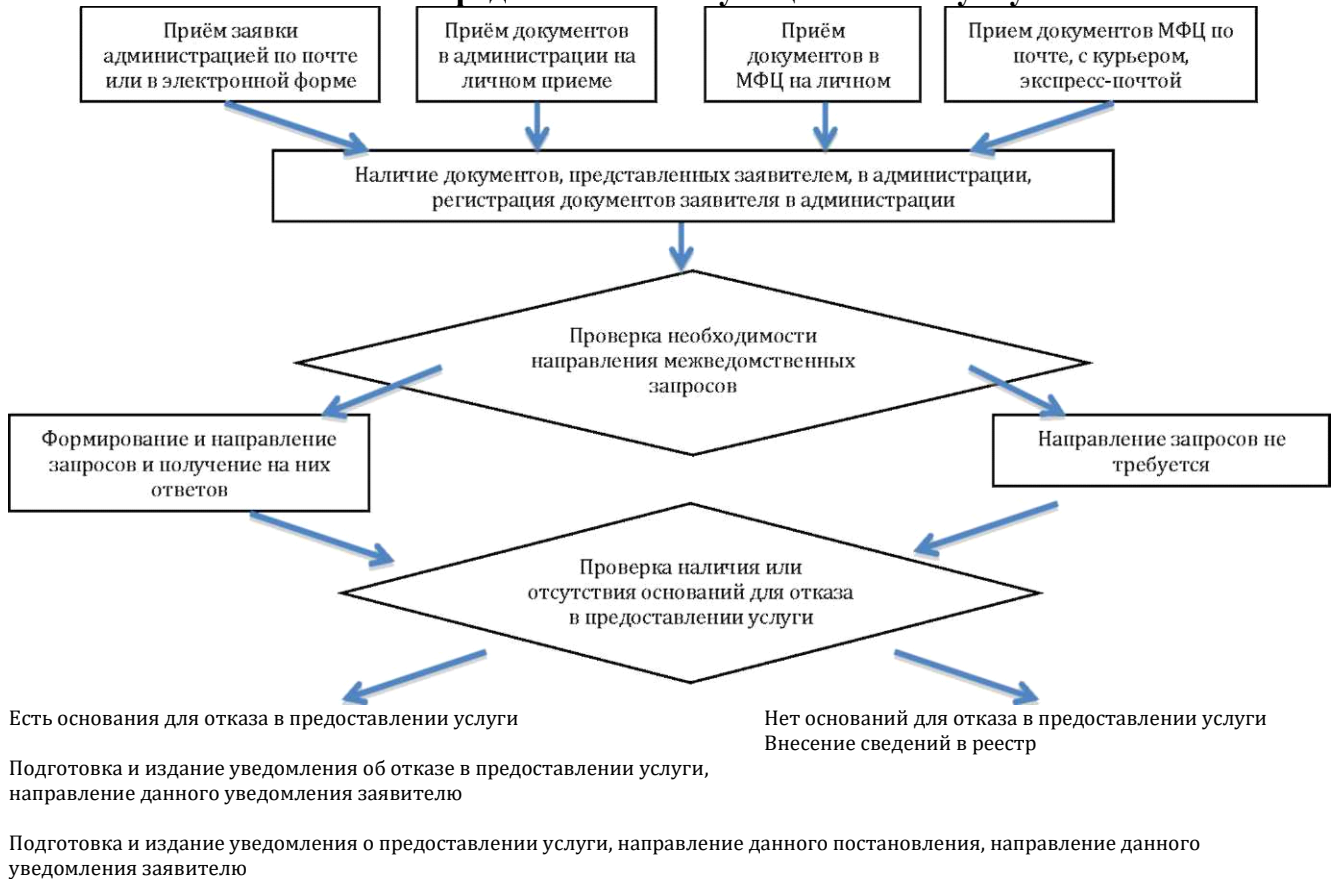 Приём заявки
администрацией по почте
или в электронной форме
Приём документов
в администрации на
личном приеме
Приём
документов в
МФЦ на личном
Прием документов МФЦ по
почте, с курьером,
экспресс-почтой
Наличие документов, представленных заявителем, в администрации,
регистрация документов заявителя в администрации
Проверка необходимости
направления межведомственных
запросов
Формирование и направление
запросов и получение на них
ответов
Направление запросов не
требуется
Проверка наличия или
отсутствия оснований для отказа
в предоставлении услуги
Есть основания для отказа в предоставлении услуги
Нет оснований для отказа в предоставлении услуги
Внесение сведений в реестр
Подготовка и издание уведомления об отказе в предоставлении услуги,
направление данного уведомления заявителю
Подготовка и издание уведомления о предоставлении услуги, направление данного постановления, направление данного
уведомления заявителю